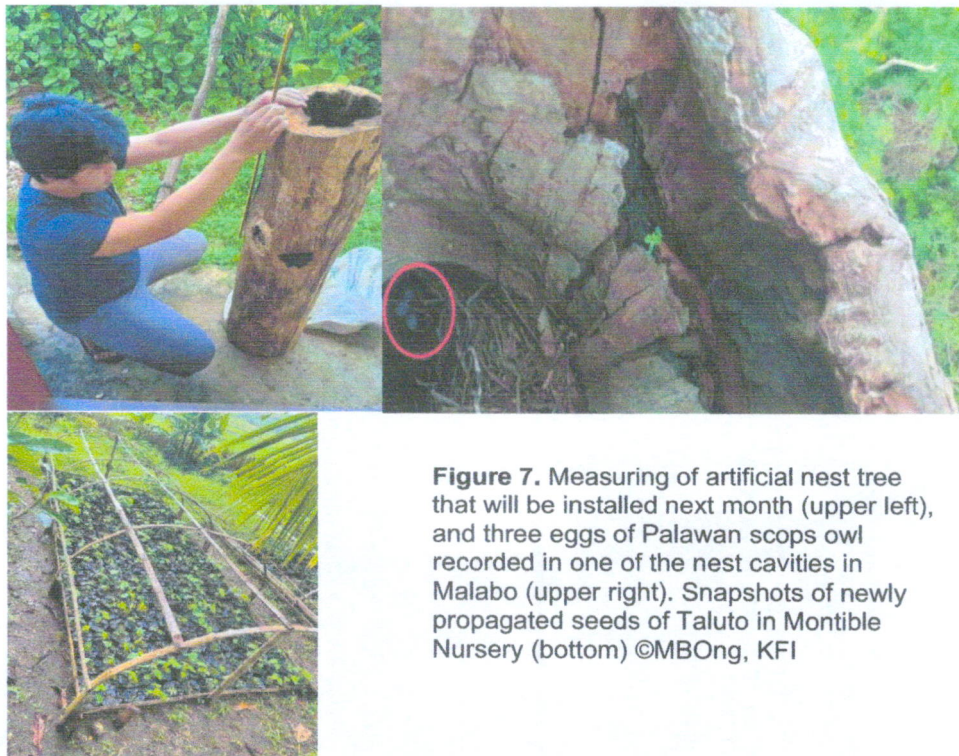 Figure 7. Measuring of artificial nest tree
that will be installed next month (upper left),
and three eggs of Palawan scops owl
recorded in one of the nest cavities in
Malabo (upper right). Snapshots of newly
propagated seeds of Taluto in Montible
Nursery (bottom) ©MBOng, KFI